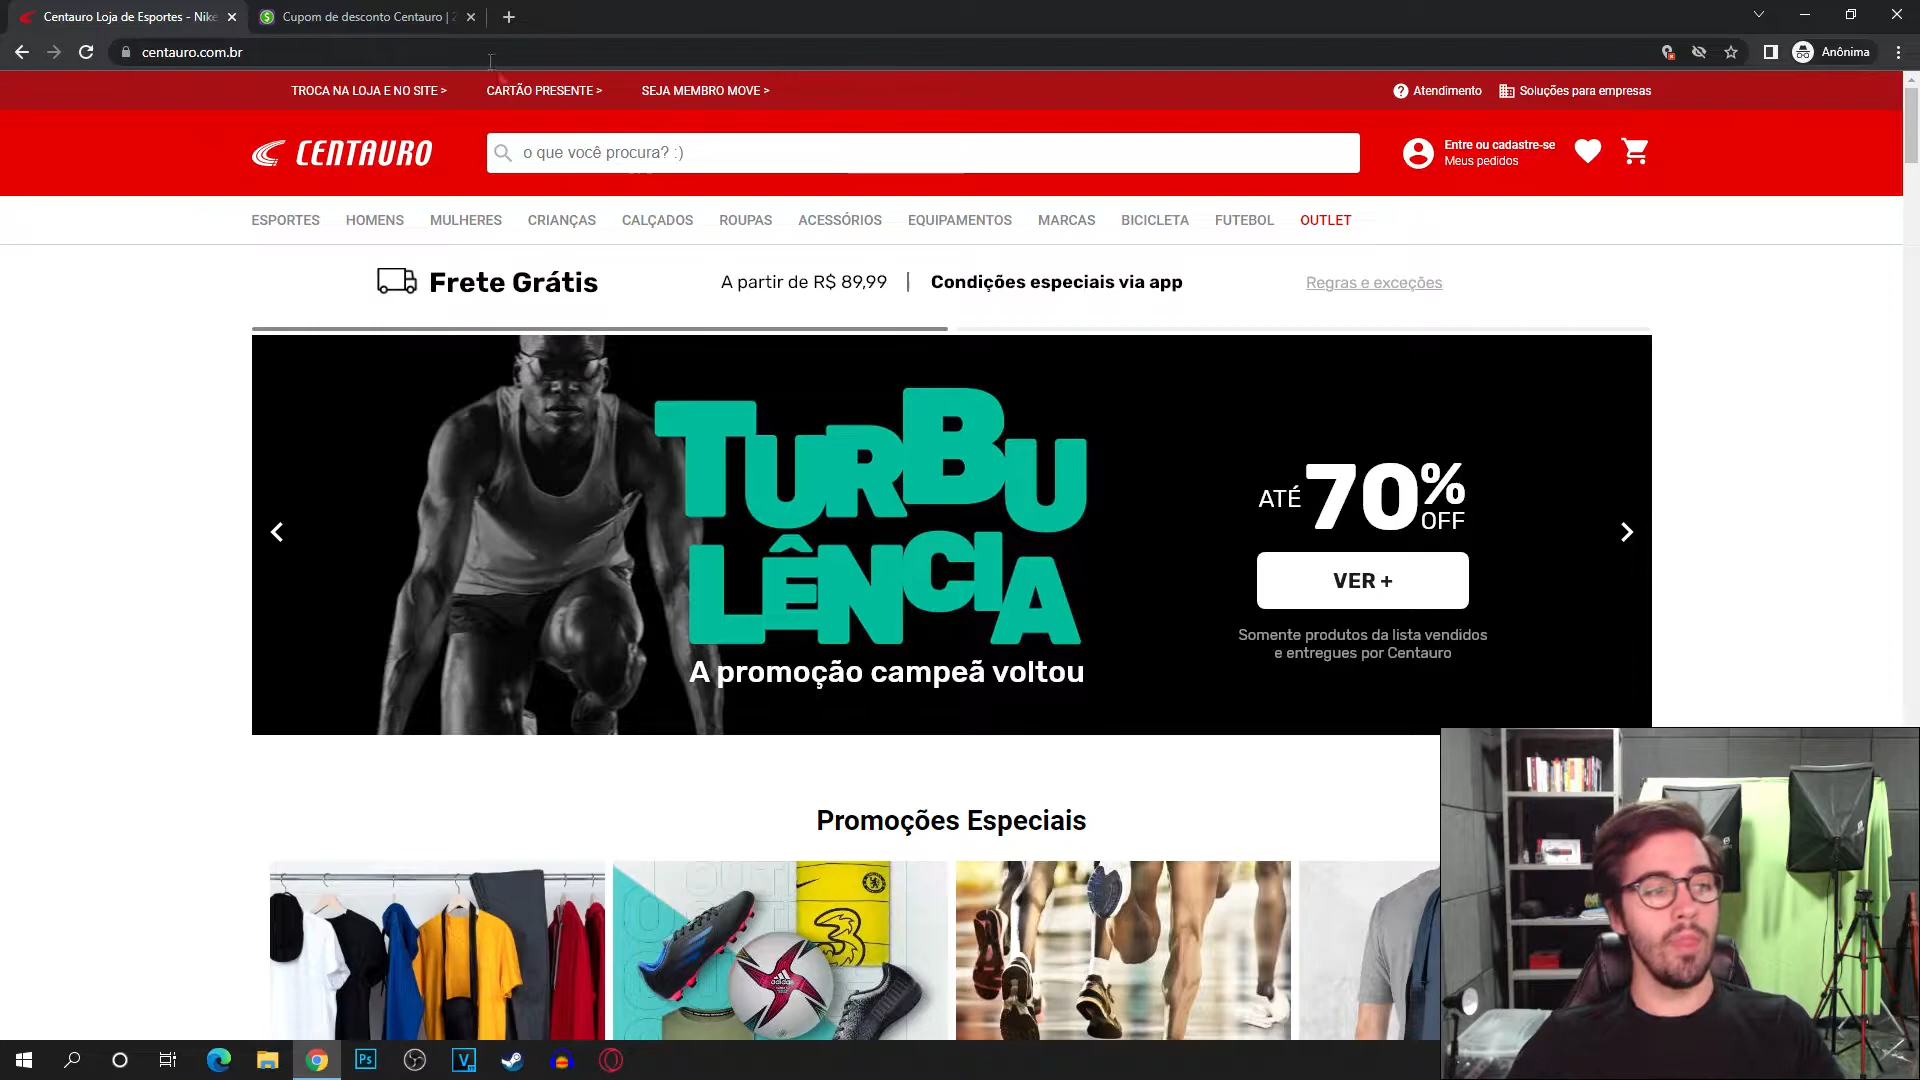 Centauro Loja de Esportes - Nike
Cupom de desconto Centauro | 2
centauro.com.br
Anônima
TROCA NA LOJA E NO SITE >
CARTÃO PRESENTE >
SEJA MEMBRO MOVE >
Atendimento
Soluções para empresas
CENTAURO
o que você procura? :)
Entre ou cadastre-se
Meus pedidos
ESPORTES HOMENS MULHERES CRIANÇAS CALÇADOS ROUPAS ACESSÓRIOS EQUIPAMENTOS MARCAS BICICLETA FUTEBOL OUTLET
Frete Grátis
A partir de R$ 89,99 | Condições especiais via app
Regras e exceções
TURBU
LÊNCIA
A promoção campeã voltou
ATÉ 70% OFF
VER +
Somente produtos da lista vendidos
e entregues por Centauro
Promoções Especiais
3
adidas
Ps
V